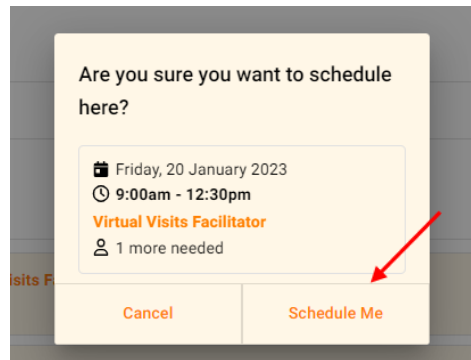 Are you sure you want to schedule
here?
Friday, 20 January 2023
9:00am - 12:30pm
Virtual Visits Facilitator
1 more needed
isits F
Cancel
Schedule Me